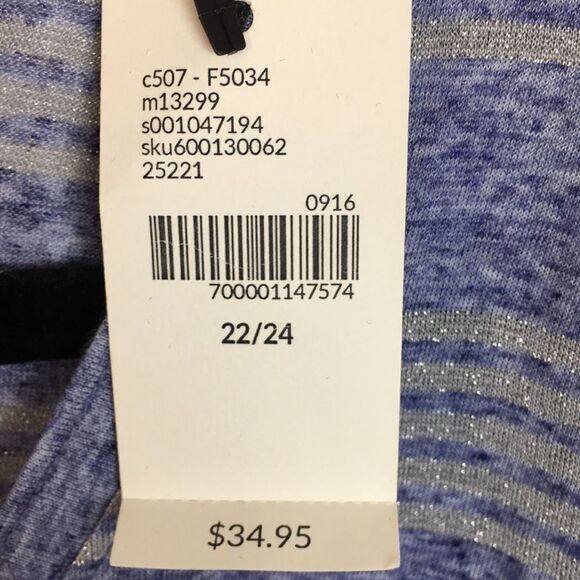 c507 - F5034
m13299
s001047194
sku600130062
25221
0916
700001147574
22/24
$34.95